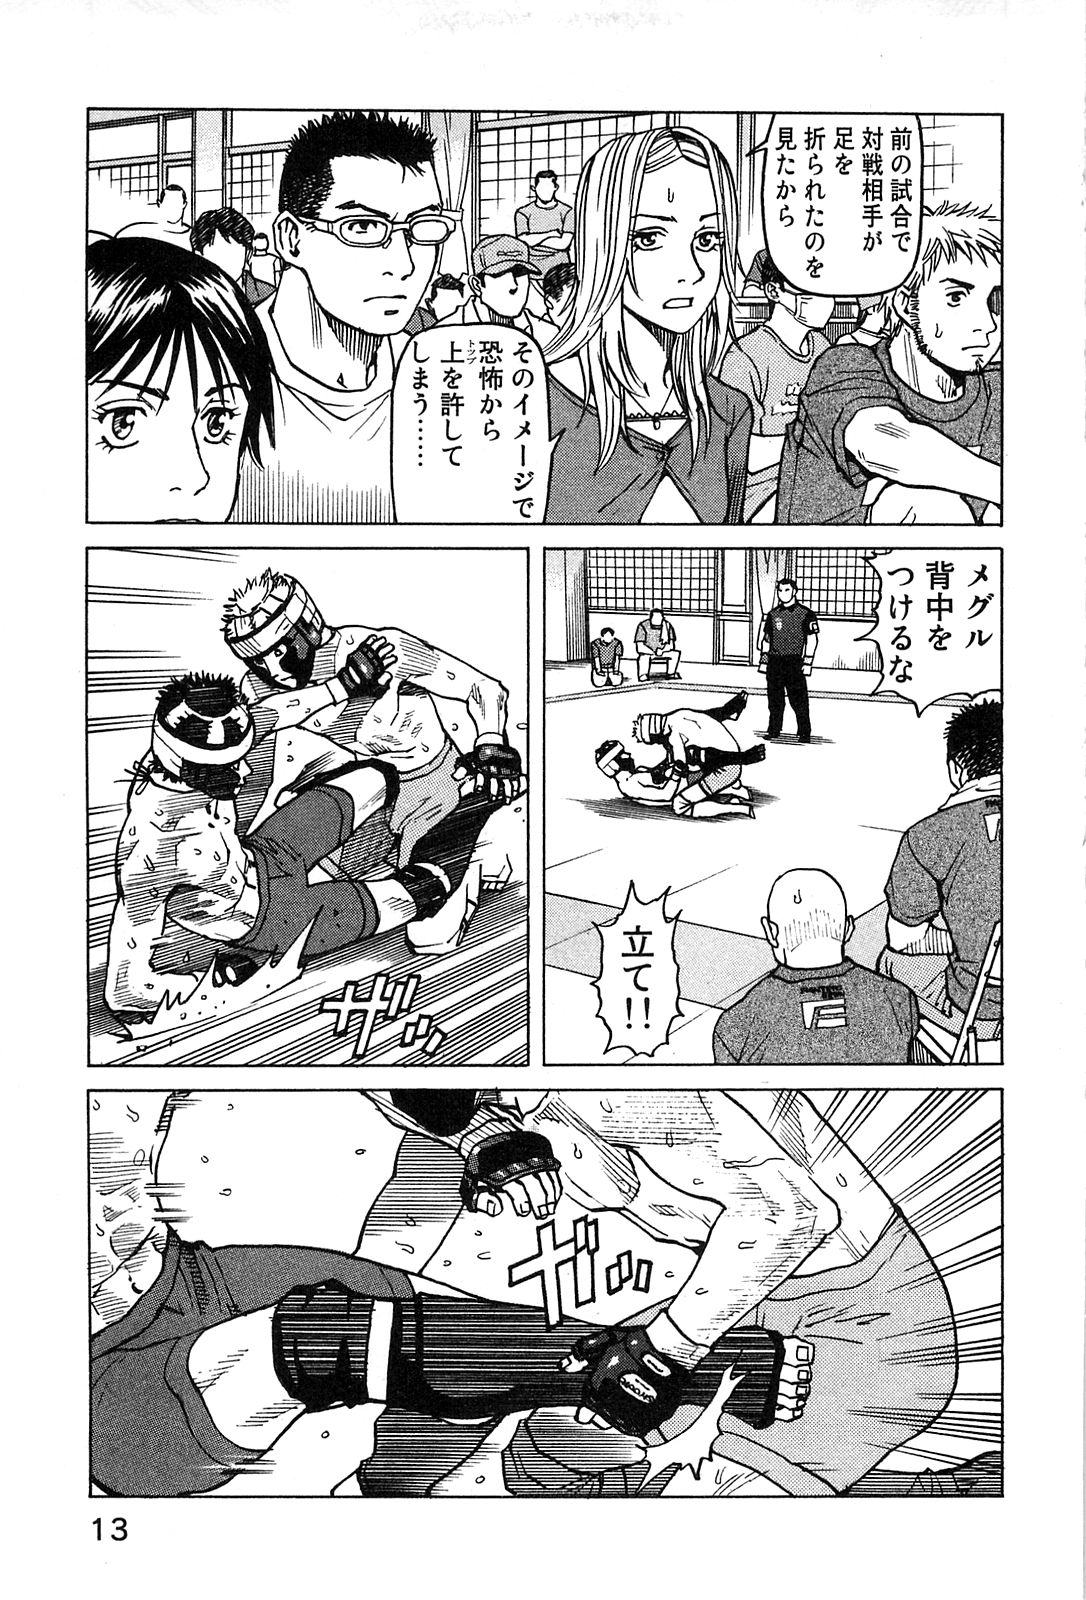 前の試合で
対戦相手が
足を
折られたのを
見たから
そのイメージで
恐怖から
上を許して
トップ
しまう……
メグル
背中を
つけるな
立て!!
ザッ
ザッ
13